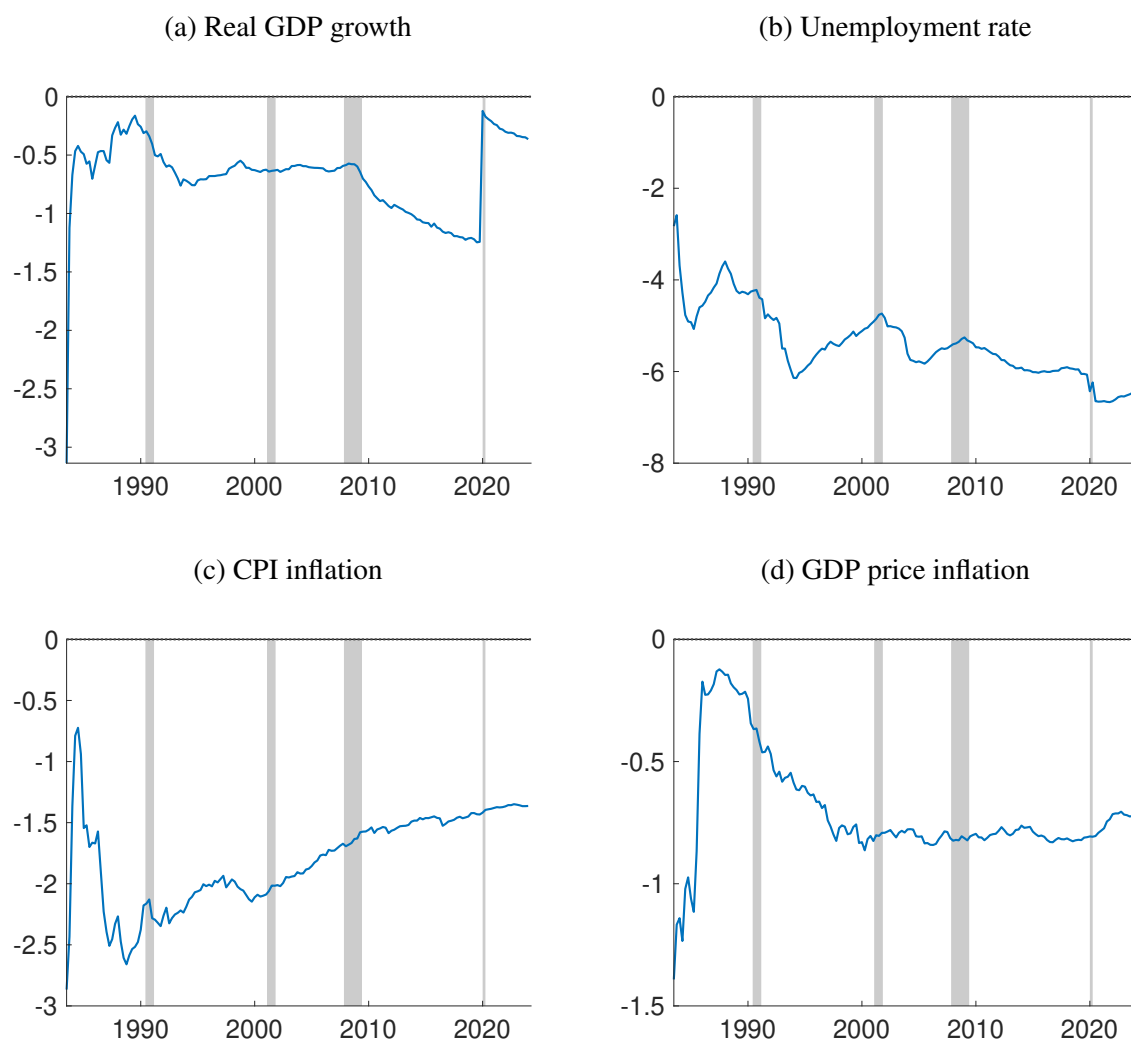 (a) Real GDP growth
0
-0.5
-1
-1.5
-2
-2.5
-3
1990 2000 2010 2020
(b) Unemployment rate
0
-2
-4
-6
-8
1990 2000 2010 2020
(c) CPI inflation
0
-0.5
-1
-1.5
-2
-2.5
-3
1990 2000 2010 2020
(d) GDP price inflation
0
-0.5
-1
-1.5
1990 2000 2010 2020